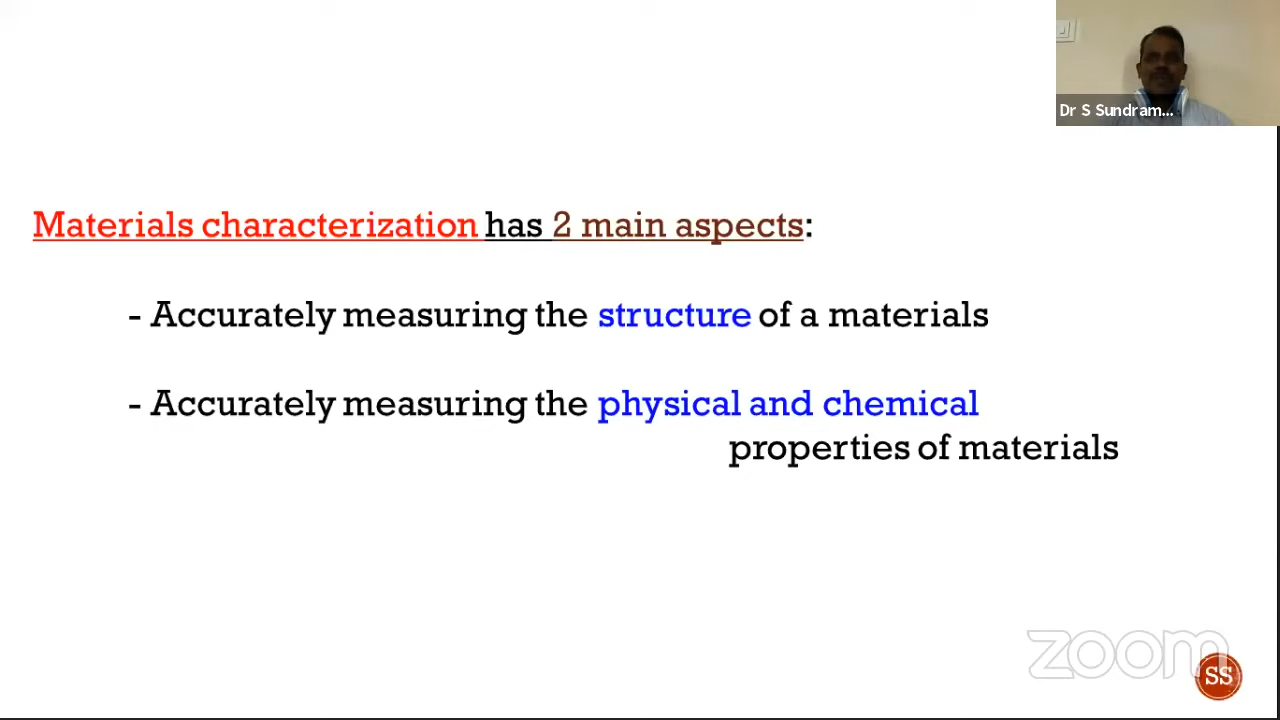 Dr S Sundram...
Materials characterization has 2 main aspects:
- Accurately measuring the structure of a materials
- Accurately measuring the physical and chemical
properties of materials
zoom
SS